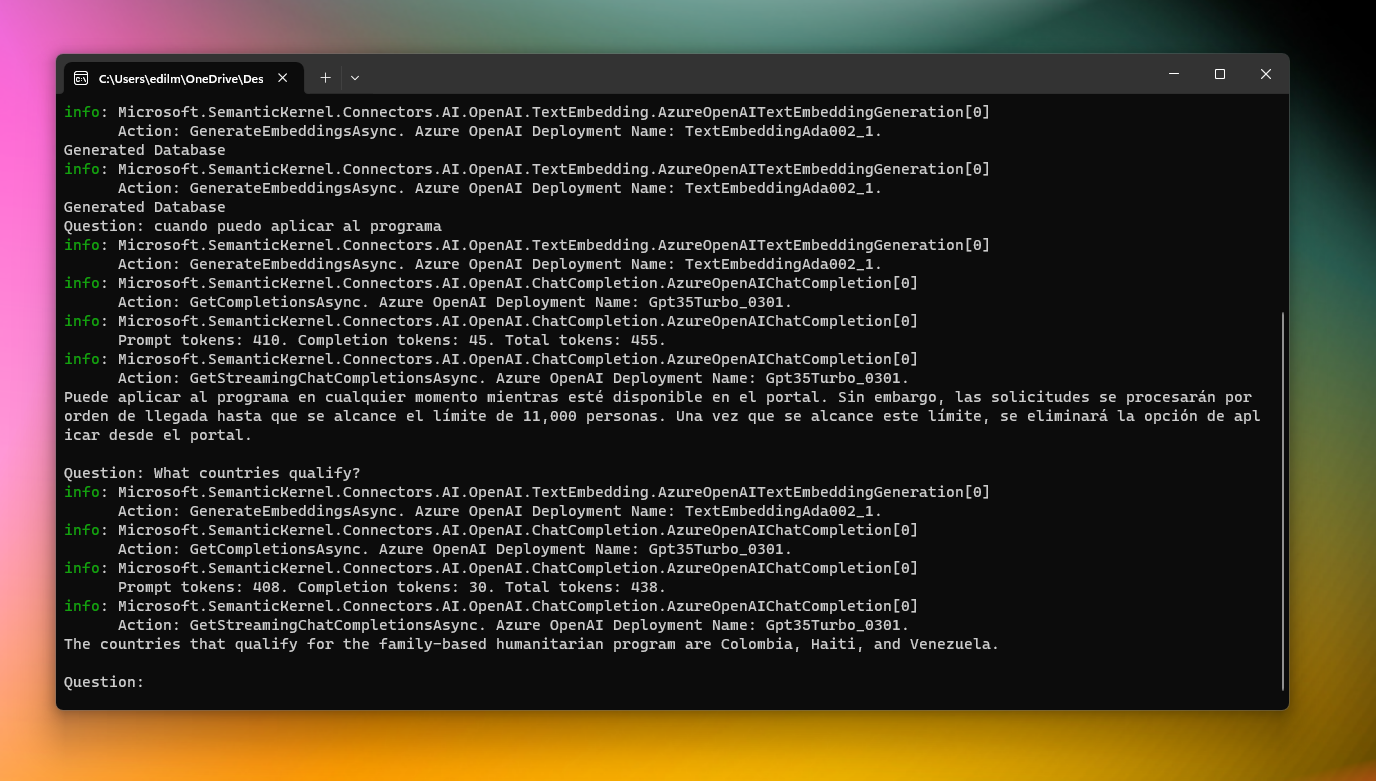 C:\Users\edilm\OneDrive\Des
info: Microsoft.SemanticKernel.Connectors.AI.OpenAI.TextEmbedding.AzureOpenAITextEmbeddingGeneration[0]
Action: GenerateEmbeddingsAsync. Azure OpenAI Deployment Name: TextEmbeddingAda002_1.
Generated Database
info: Microsoft.SemanticKernel.Connectors.AI.OpenAI.TextEmbedding.AzureOpenAITextEmbeddingGeneration[0]
Action: GenerateEmbeddingsAsync. Azure OpenAI Deployment Name: TextEmbeddingAda002_1.
Generated Database
Question: cuando puedo aplicar al programa
info: Microsoft.SemanticKernel.Connectors.AI.OpenAI.TextEmbedding.AzureOpenAITextEmbeddingGeneration[0]
Action: GenerateEmbeddingsAsync. Azure OpenAI Deployment Name: TextEmbeddingAda002_1.
info: Microsoft.SemanticKernel.Connectors.AI.OpenAI.ChatCompletion.AzureOpenAIChatCompletion[0]
Action: GetCompletionsAsync. Azure OpenAI Deployment Name: Gpt35Turbo_0301.
info: Microsoft.SemanticKernel.Connectors.AI.OpenAI.ChatCompletion.AzureOpenAIChatCompletion[0]
Prompt tokens: 410. Completion tokens: 45. Total tokens: 455.
info: Microsoft.SemanticKernel.Connectors.AI.OpenAI.ChatCompletion.AzureOpenAIChatCompletion[0]
Action: GetStreamingChatCompletionsAsync. Azure OpenAI Deployment Name: Gpt35Turbo_0301.
Puede aplicar al programa en cualquier momento mientras esté disponible en el portal. Sin embargo, las solicitudes se procesarán por
orden de llegada hasta que se alcance el límite de 11,000 personas. Una vez que se alcance este límite, se eliminará la opción de apl
icar desde el portal.
Question: What countries qualify?
info: Microsoft.SemanticKernel.Connectors.AI.OpenAI.TextEmbedding.AzureOpenAITextEmbeddingGeneration[0]
Action: GenerateEmbeddingsAsync. Azure OpenAI Deployment Name: TextEmbeddingAda002_1.
info: Microsoft.SemanticKernel.Connectors.AI.OpenAI.ChatCompletion.AzureOpenAIChatCompletion[0]
Action: GetCompletionsAsync. Azure OpenAI Deployment Name: Gpt35Turbo_0301.
info: Microsoft.SemanticKernel.Connectors.AI.OpenAI.ChatCompletion.AzureOpenAIChatCompletion[0]
Prompt tokens: 408. Completion tokens: 30. Total tokens: 438.
info: Microsoft.SemanticKernel.Connectors.AI.OpenAI.ChatCompletion.AzureOpenAIChatCompletion[0]
Action: GetStreamingChatCompletionsAsync. Azure OpenAI Deployment Name: Gpt35Turbo_0301.
The countries that qualify for the family-based humanitarian program are Colombia, Haiti, and Venezuela.
Question: